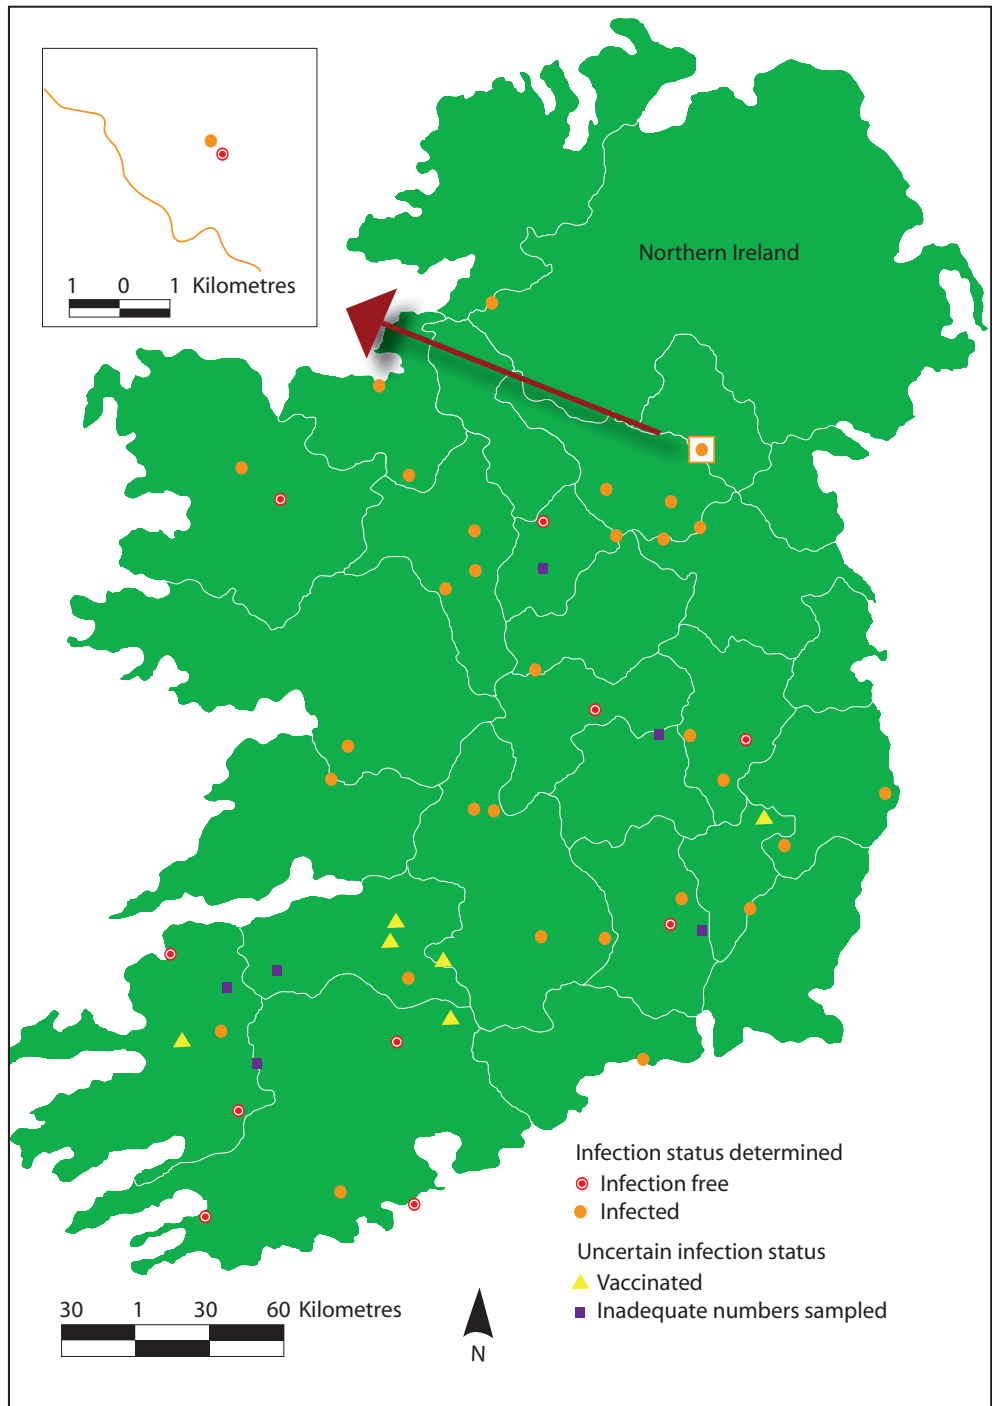 1 0 1 Kilometres
Northern Ireland
Infection status determined
Infection free
Infected
Uncertain infection status
Vaccinated
Inadequate numbers sampled
30 1 30 60 Kilometres
N